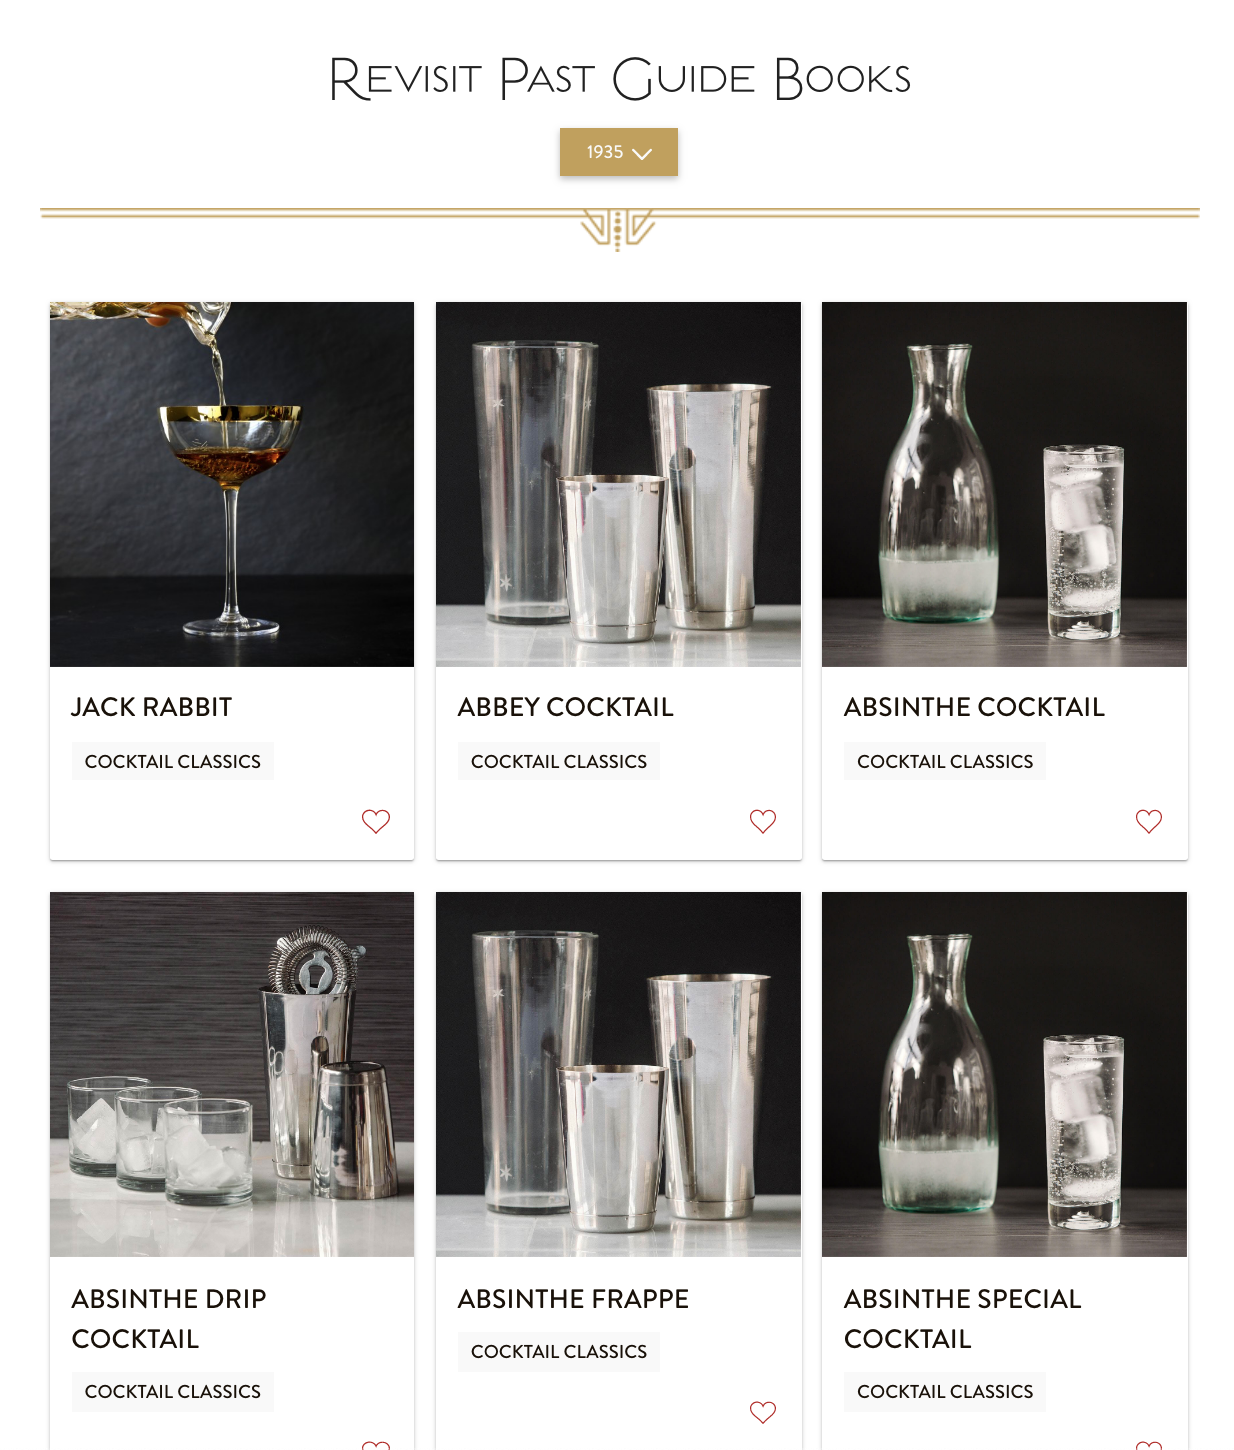 Revisit Past Guide Books
1935
JACK RABBIT
COCKTAIL CLASSICS
ABBEY COCKTAIL
COCKTAIL CLASSICS
ABSINTHE COCKTAIL
COCKTAIL CLASSICS
ABSINTHE DRIP
COCKTAIL
COCKTAIL CLASSICS
ABSINTHE FRAPPE
COCKTAIL CLASSICS
ABSINTHE SPECIAL
COCKTAIL
COCKTAIL CLASSICS